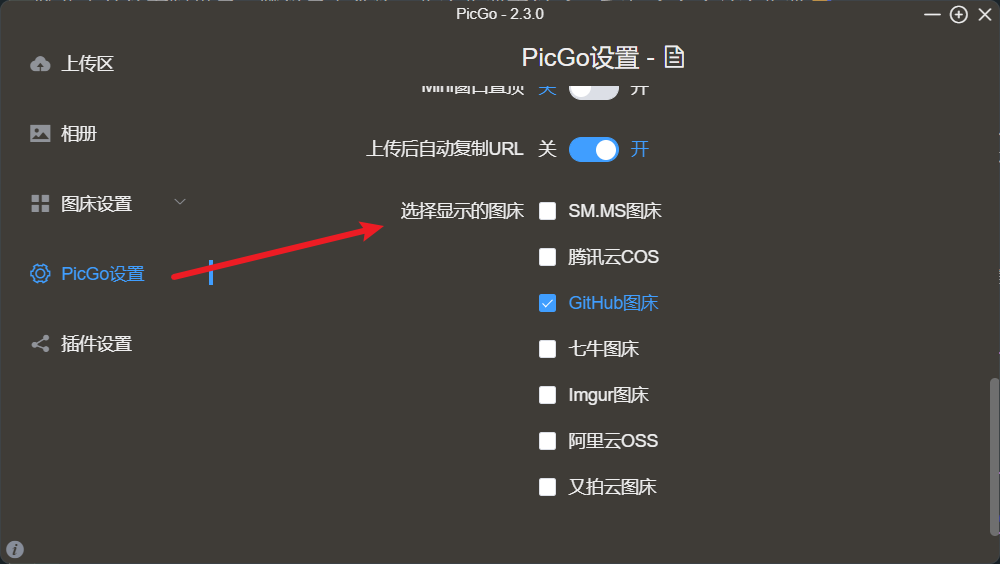 PicGo - 2.3.0
PicGo设置 -
上传区
相册
图床设置
PicGo设置
插件设置
Mini窗口置顶 关 开
上传后自动复制URL 关 开
选择显示的图床
SM.MS图床
腾讯云COS
GitHub图床
七牛图床
Imgur图床
阿里云OSS
又拍云图床